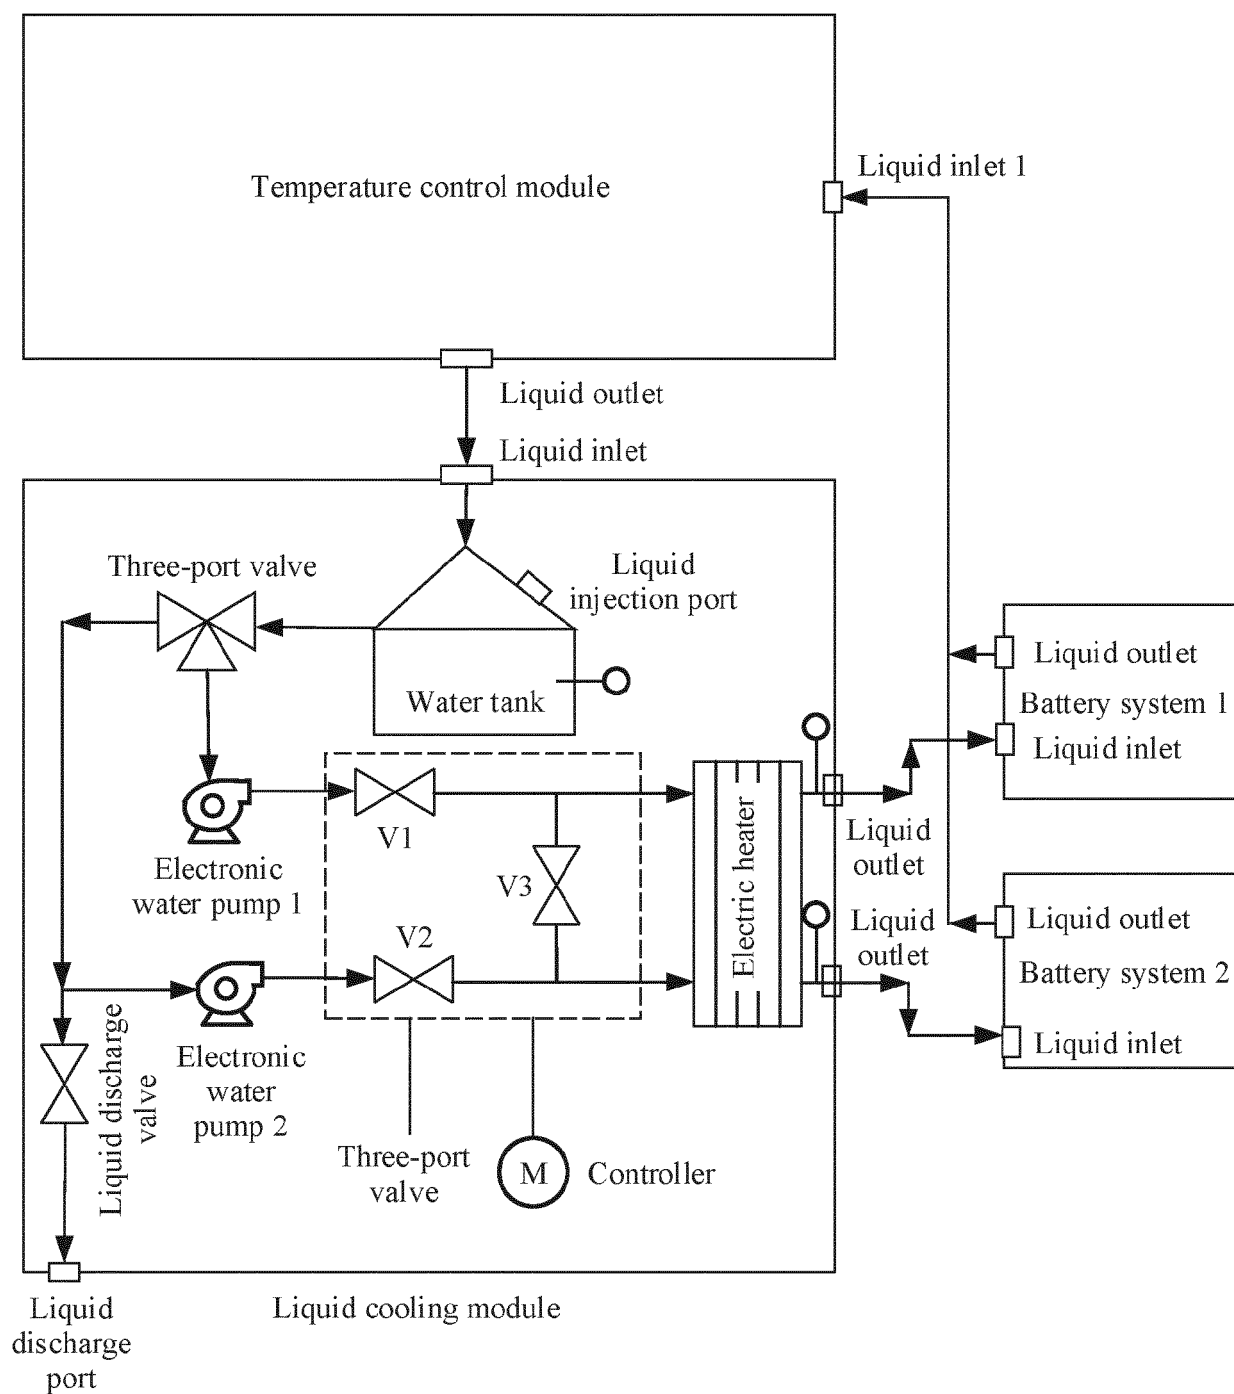 Temperature control module
Liquid inlet 1
Liquid outlet
Liquid inlet
Three-port valve
Liquid
injection port
Water tank
Liquid outlet
Battery system 1
Liquid inlet
V1
Electronic
water pump 1
V3
Electric heater
Liquid
outlet
V2
Liquid
outlet
Liquid outlet
Battery system 2
Liquid inlet
Electronic
water
pump 2
Liquid discharge
valve
Three-port
valve
M
Controller
Liquid
discharge
port
Liquid cooling module